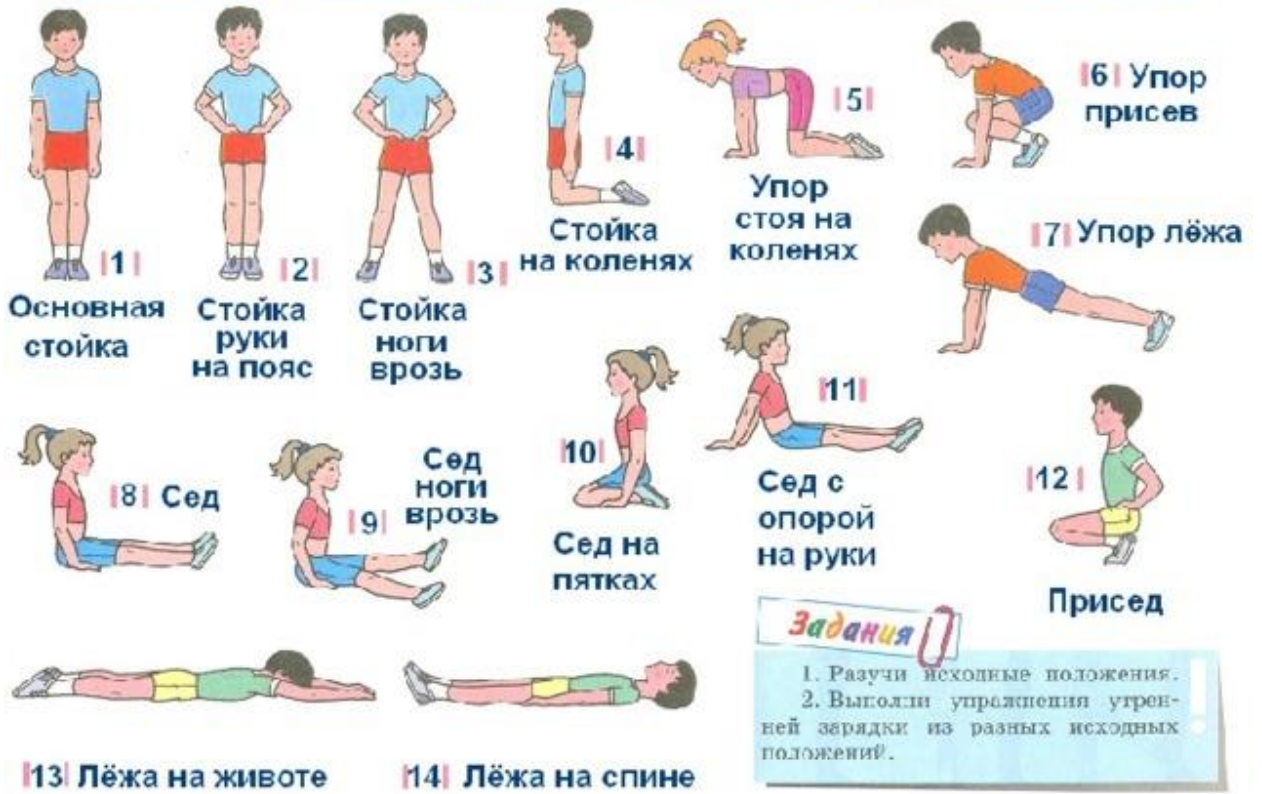 |1|
Основная
стойка
|2|
Стойка
руки
на пояс
|3|
Стойка
ноги
врозь
|4|
Стойка
на коленях
|5|
Упор
стоя на
коленях
|6| Упор
присев
|7| Упор лёжа
|8| Сед
|9|
Сед
ноги
врозь
|10|
Сед на
пятках
|11|
Сед с
опорой
на руки
|12|
Присед
|13| Лёжа на животе
|14| Лёжа на спине
Задания
1. Разучи исходные положения.
2. Выполни упражнения утрен-
ней зарядки из разных исходных
положений.
!